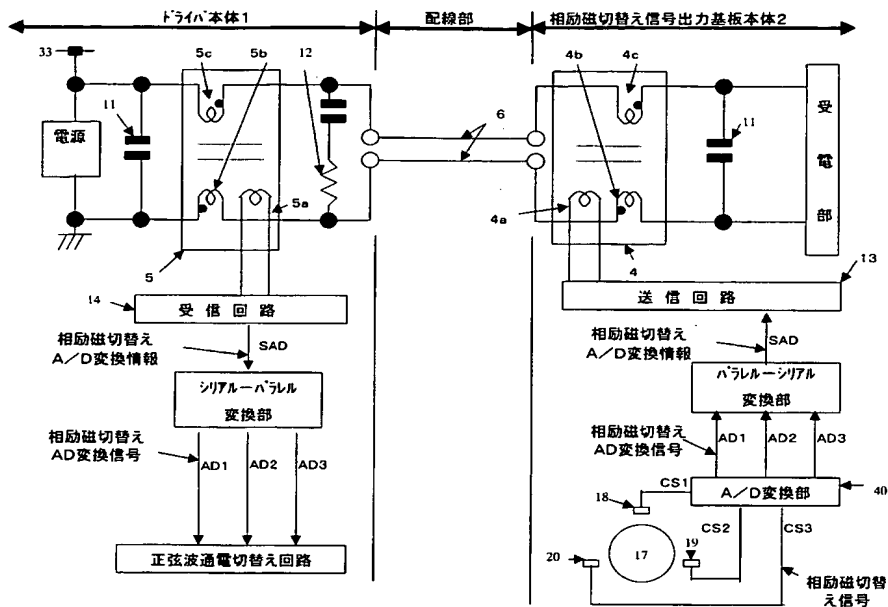 ドライバ本体1
配線部
相励磁切替え信号出力基板本体2
33
11
5c
5b
12
電源
5a
5
6
4b
4c
11
受電部
4a
4
13
14
受信回路
送信回路
相励磁切替え
A/D変換情報
SAD
シリアルーパラレル
変換部
相励磁切替え
AD変換信号
AD1
AD2
AD3
正弦波通電切替え回路
相励磁切替え
A/D変換情報
SAD
パラレルーシリアル
変換部
相励磁切替え
AD変換信号
AD1
AD2
AD3
A/D変換部
40
CS1
CS2
CS3
18
17
19
20
相励磁切替
え信号